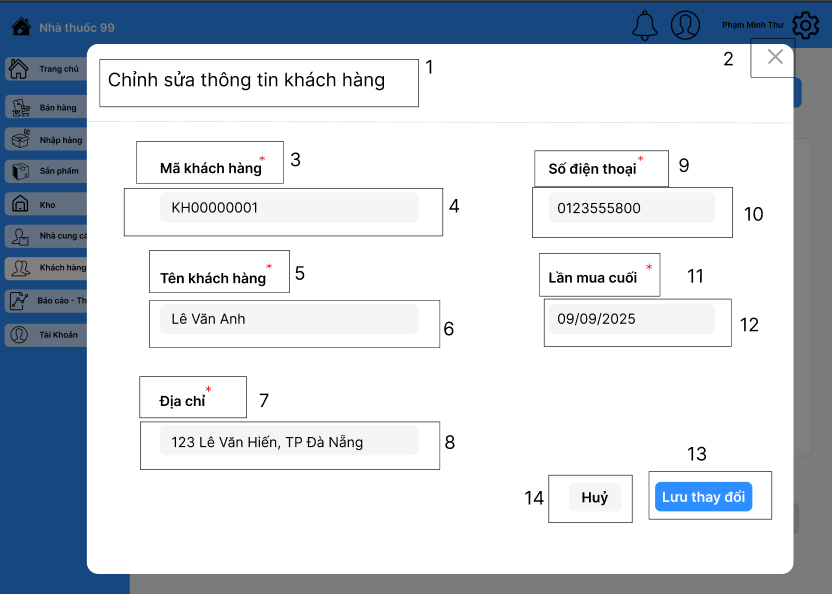 Nhà thuốc 99
Phạm Minh Thư
Trang chủ
Bán hàng
Nhập hàng
Sản phẩm
Kho
Nhà cung cấ
Khách hàng
Báo cáo - Th
Tài Khoản
Chỉnh sửa thông tin khách hàng
1
2
Mã khách hàng*
3
KH00000001
4
Tên khách hàng*
5
Lê Văn Anh
6
Địa chỉ*
7
123 Lê Văn Hiến, TP Đà Nẵng
8
Số điện thoại*
9
0123555800
10
Lần mua cuối*
11
09/09/2025
12
13
14
Huỷ
Lưu thay đổi